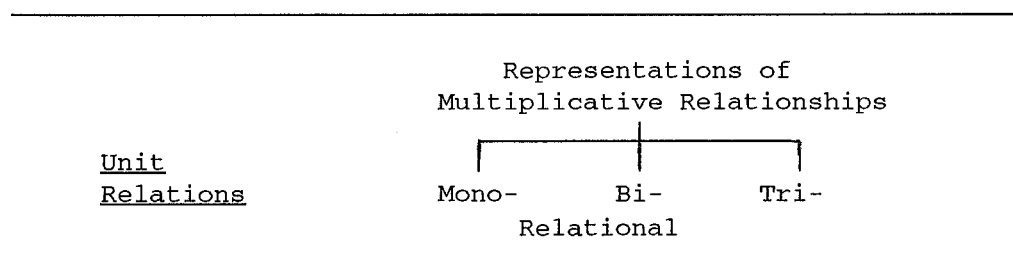 Representations of
Multiplicative Relationships
Unit
Relations
Mono- Bi- Tri-
Relational